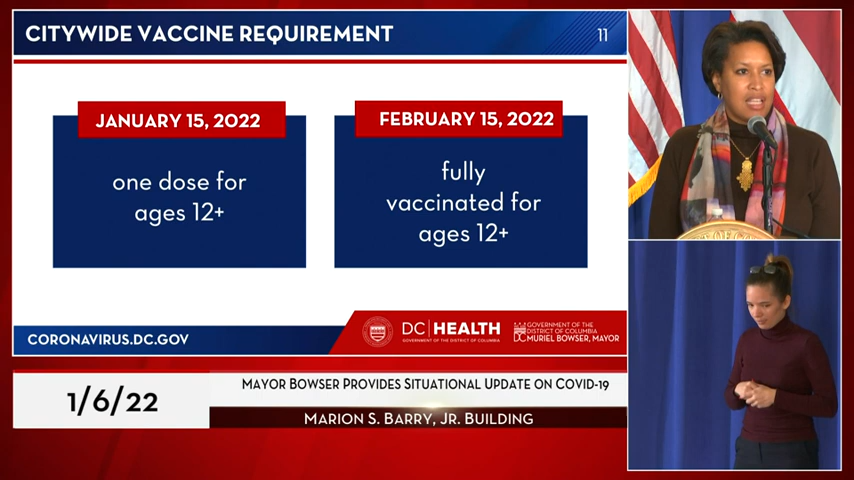 CITYWIDE VACCINE REQUIREMENT
11
JANUARY 15, 2022
one dose for
ages 12+
FEBRUARY 15, 2022
fully
vaccinated for
ages 12+
CORONAVIRUS.DC.GOV
DC HEALTH
GOVERNMENT OF THE DISTRICT OF COLUMBIA
GOVERNMENT OF THE
DISTRICT OF COLUMBIA
DC MURIEL BOWSER, MAYOR
1/6/22
MAYOR BOWSER PROVIDES SITUATIONAL UPDATE ON COVID-19
MARION S. BARRY, JR. BUILDING